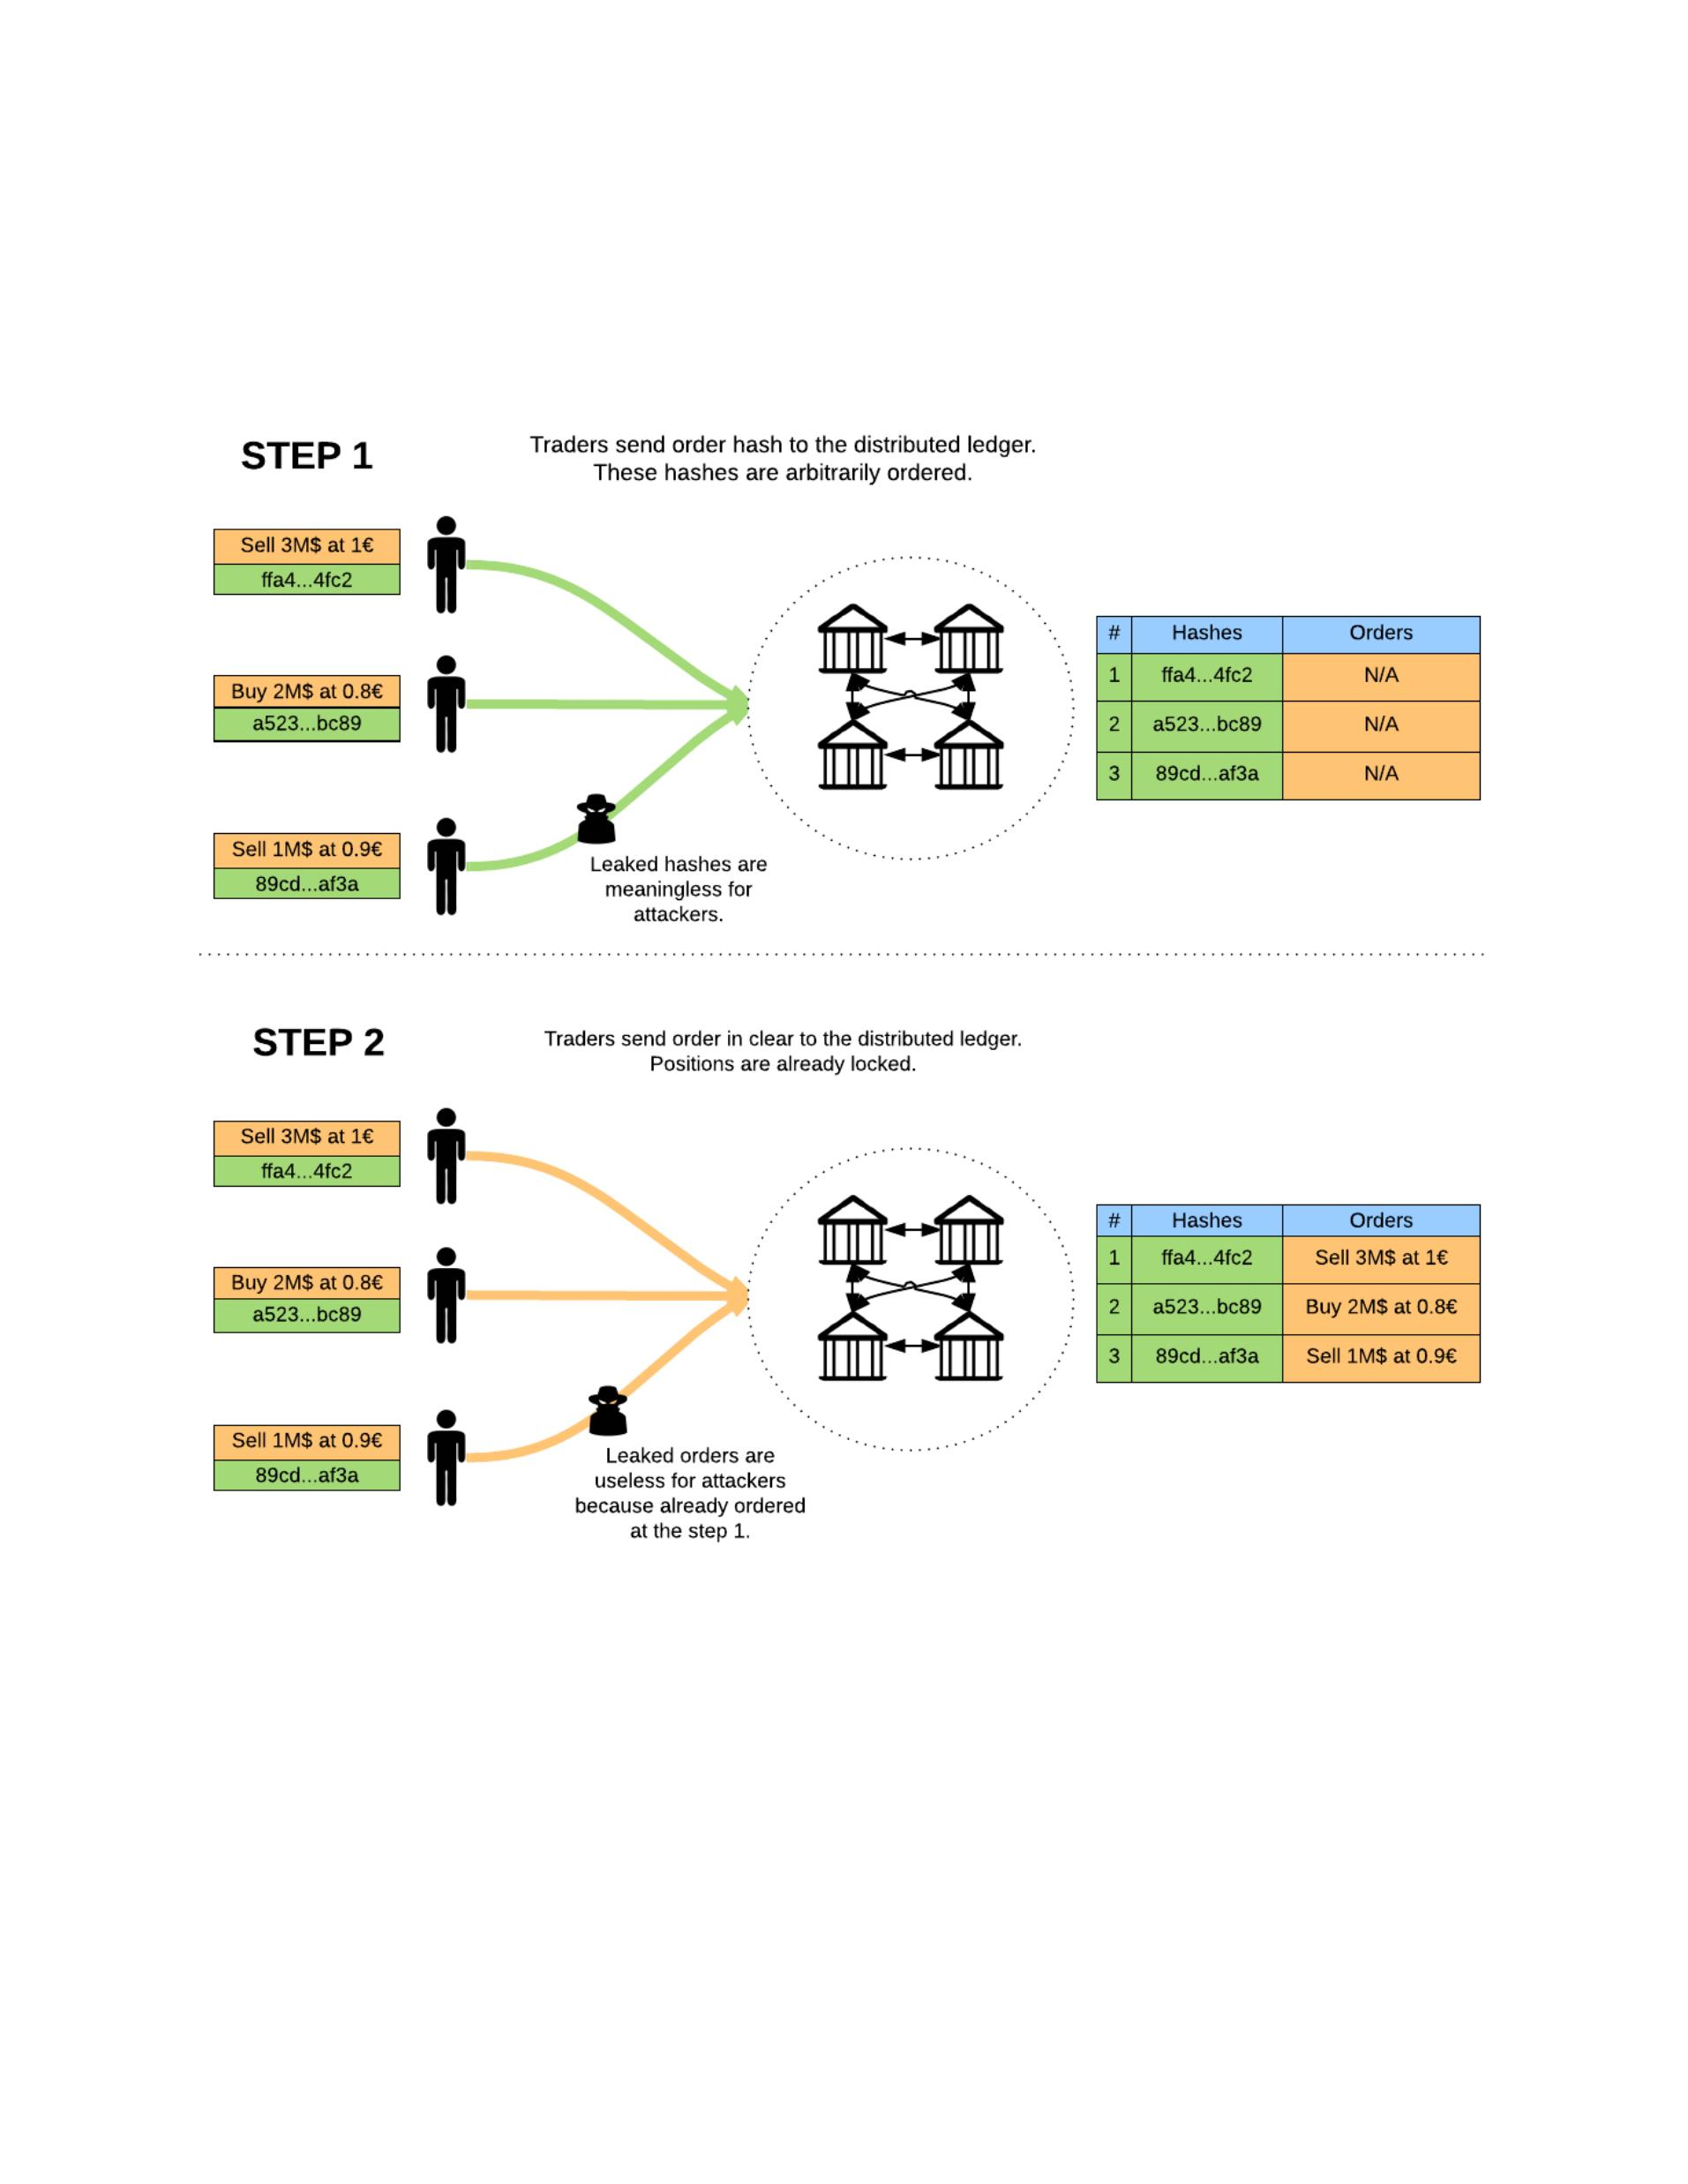 STEP 1
Traders send order hash to the distributed ledger.
These hashes are arbitrarily ordered.
Sell 3M$ at 1€
ffa4...4fc2
Buy 2M$ at 0.8€
a523...bc89
Sell 1M$ at 0.9€
89cd...af3a
Leaked hashes are
meaningless for
attackers.
# Hashes Orders
1 ffa4...4fc2 N/A
2 a523...bc89 N/A
3 89cd...af3a N/A
STEP 2
Traders send order in clear to the distributed ledger.
Positions are already locked.
Sell 3M$ at 1€
ffa4...4fc2
Buy 2M$ at 0.8€
a523...bc89
Sell 1M$ at 0.9€
89cd...af3a
Leaked orders are
useless for attackers
because already ordered
at the step 1.
# Hashes Orders
1 ffa4...4fc2 Sell 3M$ at 1€
2 a523...bc89 Buy 2M$ at 0.8€
3 89cd...af3a Sell 1M$ at 0.9€